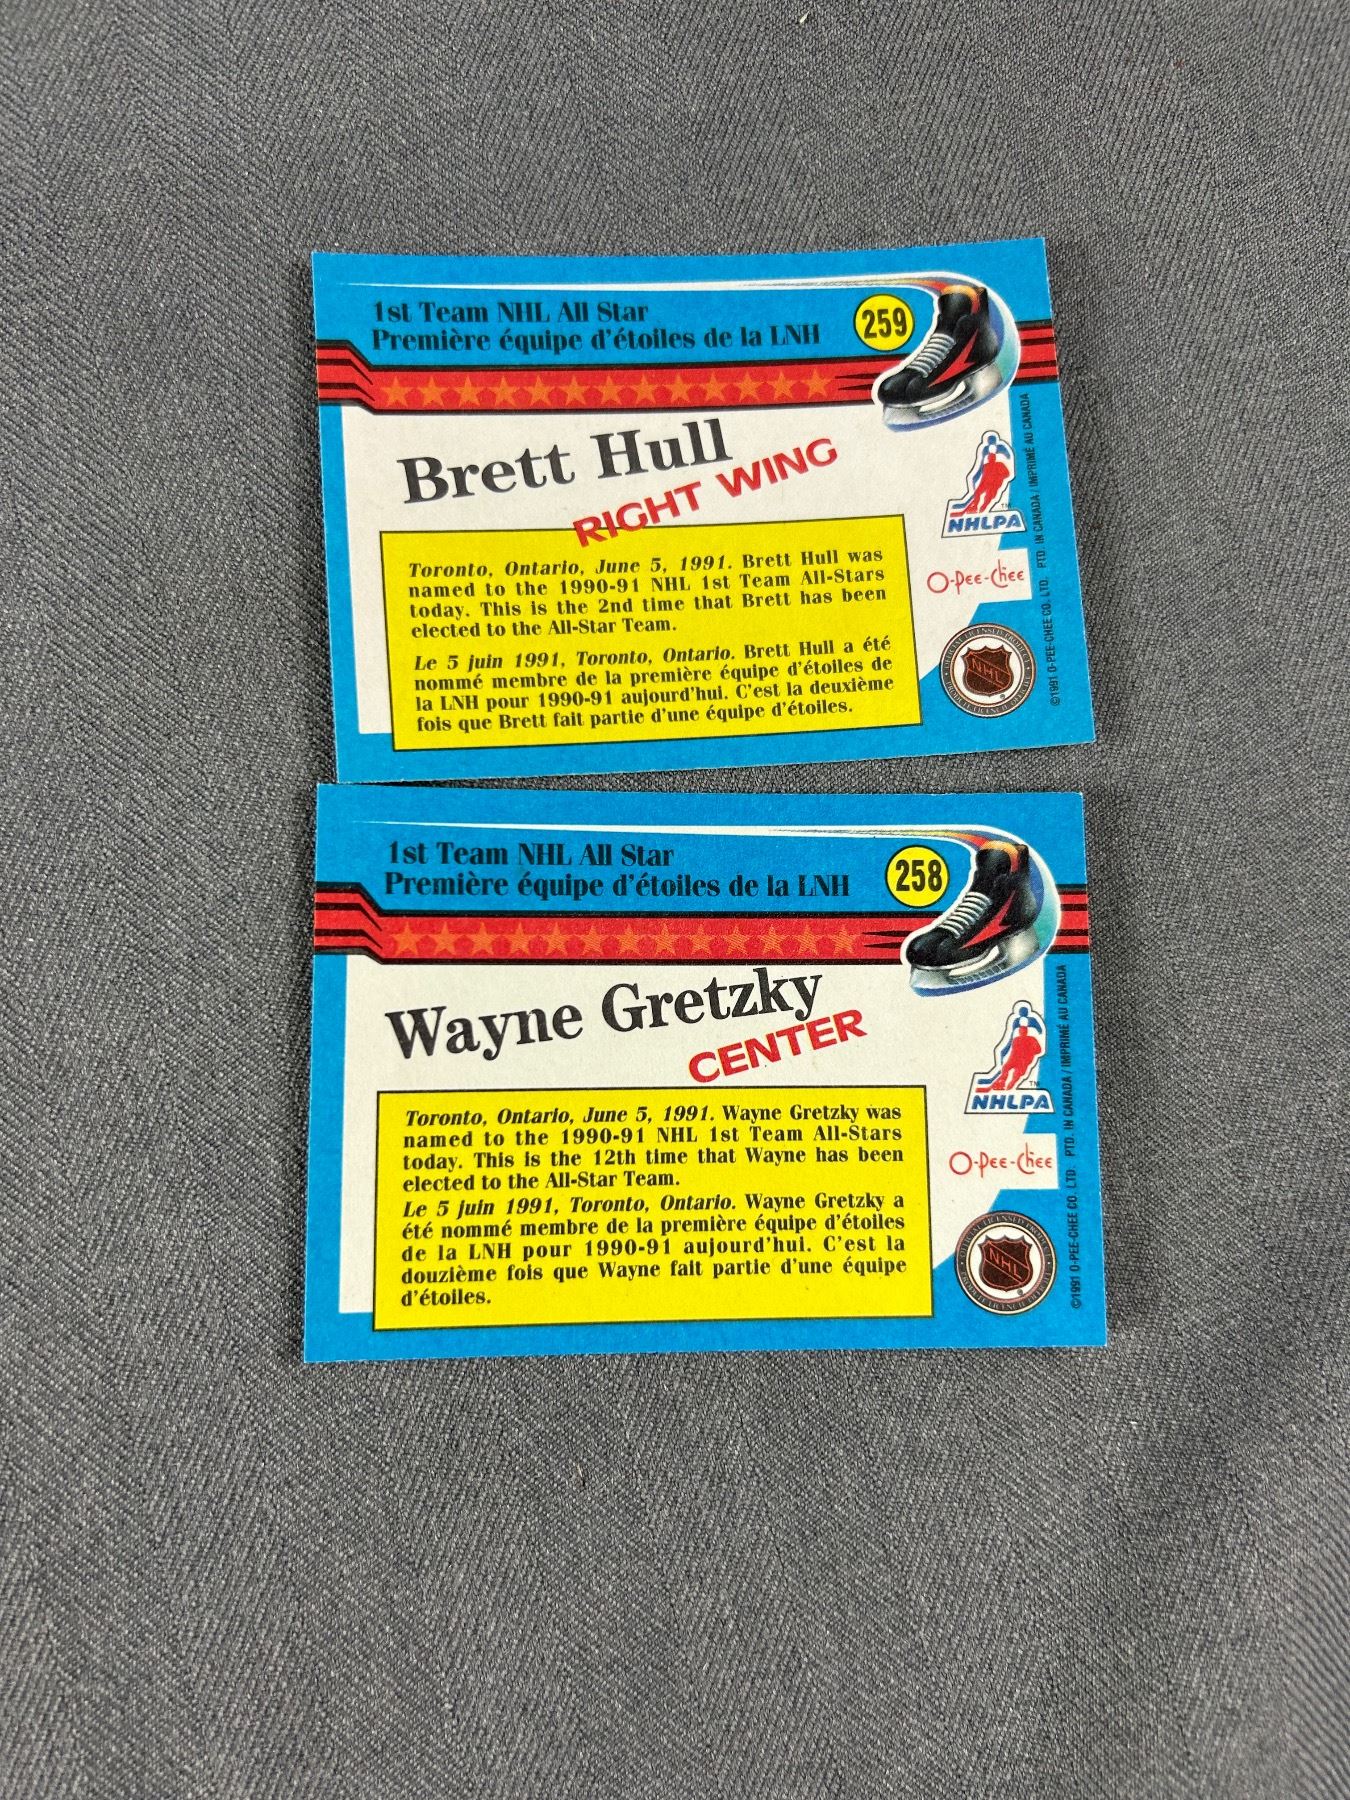 1st Team NHL All Star
Première équipe d'étoiles de la LNH
259
Brett Hull
RIGHT WING
Toronto, Ontario, June 5, 1991. Brett Hull was
named to the 1990-91 NHL 1st Team All-Stars
today. This is the 2nd time that Brett has been
elected to the All-Star Team.
Le 5 juin 1991, Toronto, Ontario. Brett Hull a été
nommé membre de la première équipe d'étoiles de
la LNH pour 1990-91 aujourd'hui. C'est la deuxième
fois que Brett fait partie d'une équipe d'étoiles.
TM
NHLPA
O-Pee-Chee
NHL
©1991 O-PEE-CHEE CO. LTD. PTD. IN CANADA / IMPRIMÉ AU CANADA
1st Team NHL All Star
Première équipe d'étoiles de la LNH
258
Wayne Gretzky
CENTER
Toronto, Ontario, June 5, 1991. Wayne Gretzky was
named to the 1990-91 NHL 1st Team All-Stars
today. This is the 12th time that Wayne has been
elected to the All-Star Team.
Le 5 juin 1991, Toronto, Ontario. Wayne Gretzky a
été nommé membre de la première équipe d'étoiles
de la LNH pour 1990-91 aujourd'hui. C'est la
douzième fois que Wayne fait partie d'une équipe
d'étoiles.
TM
NHLPA
O-Pee-Chee
NHL
©1991 O-PEE-CHEE CO. LTD. PTD. IN CANADA / IMPRIMÉ AU CANADA